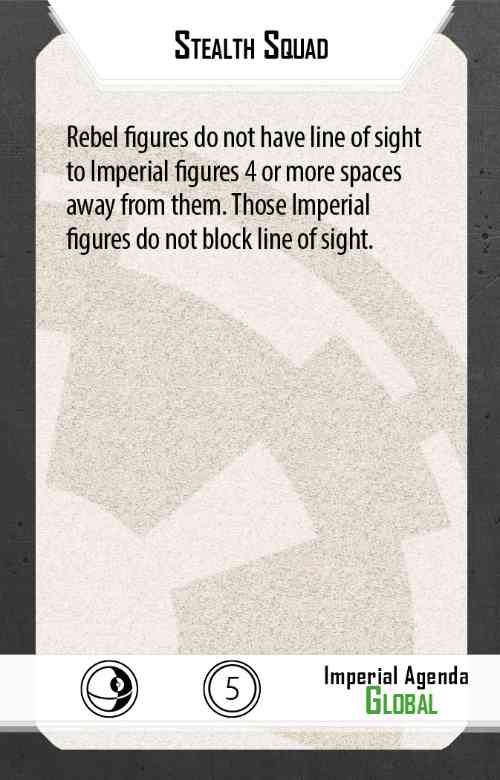 Stealth Squad
Rebel figures do not have line of sight
to Imperial figures 4 or more spaces
away from them. Those Imperial
figures do not block line of sight.
5
Imperial Agenda
Global